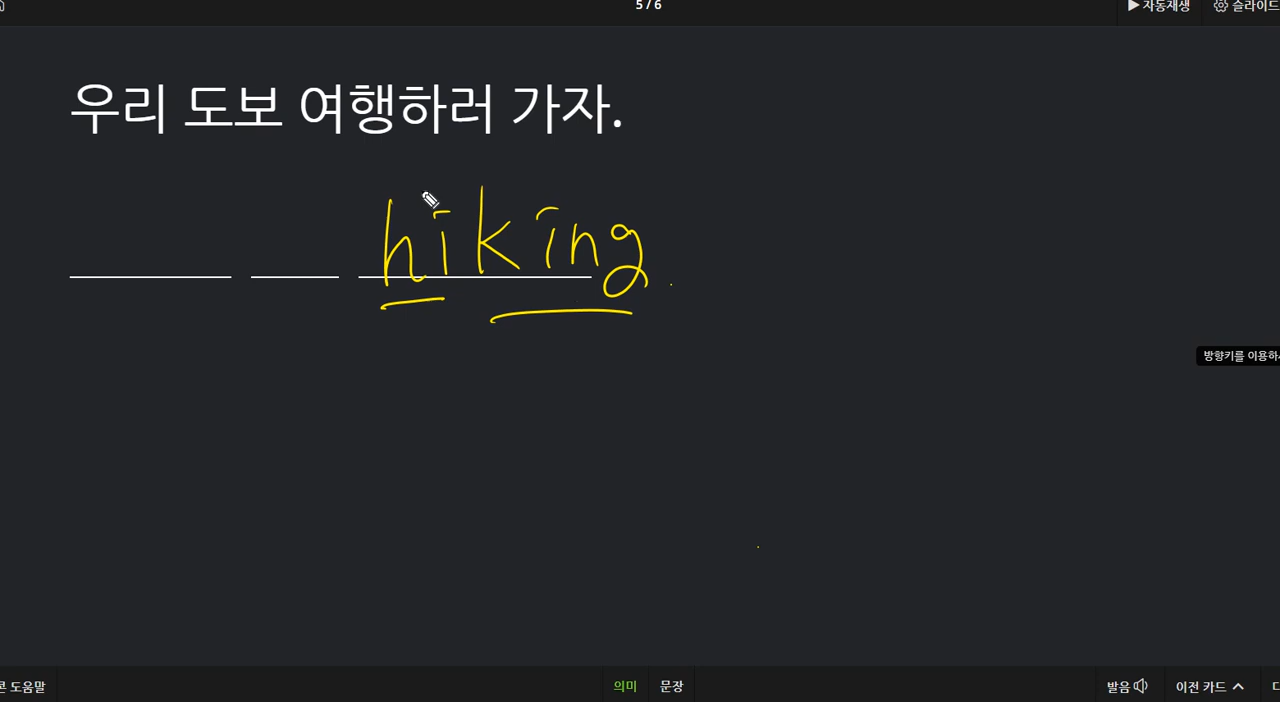 5 / 6
자동재생
슬라이드
우리 도보 여행하러 가자.
hiking
방향키를 이용하
도움말
의미
문장
발음
이전 카드